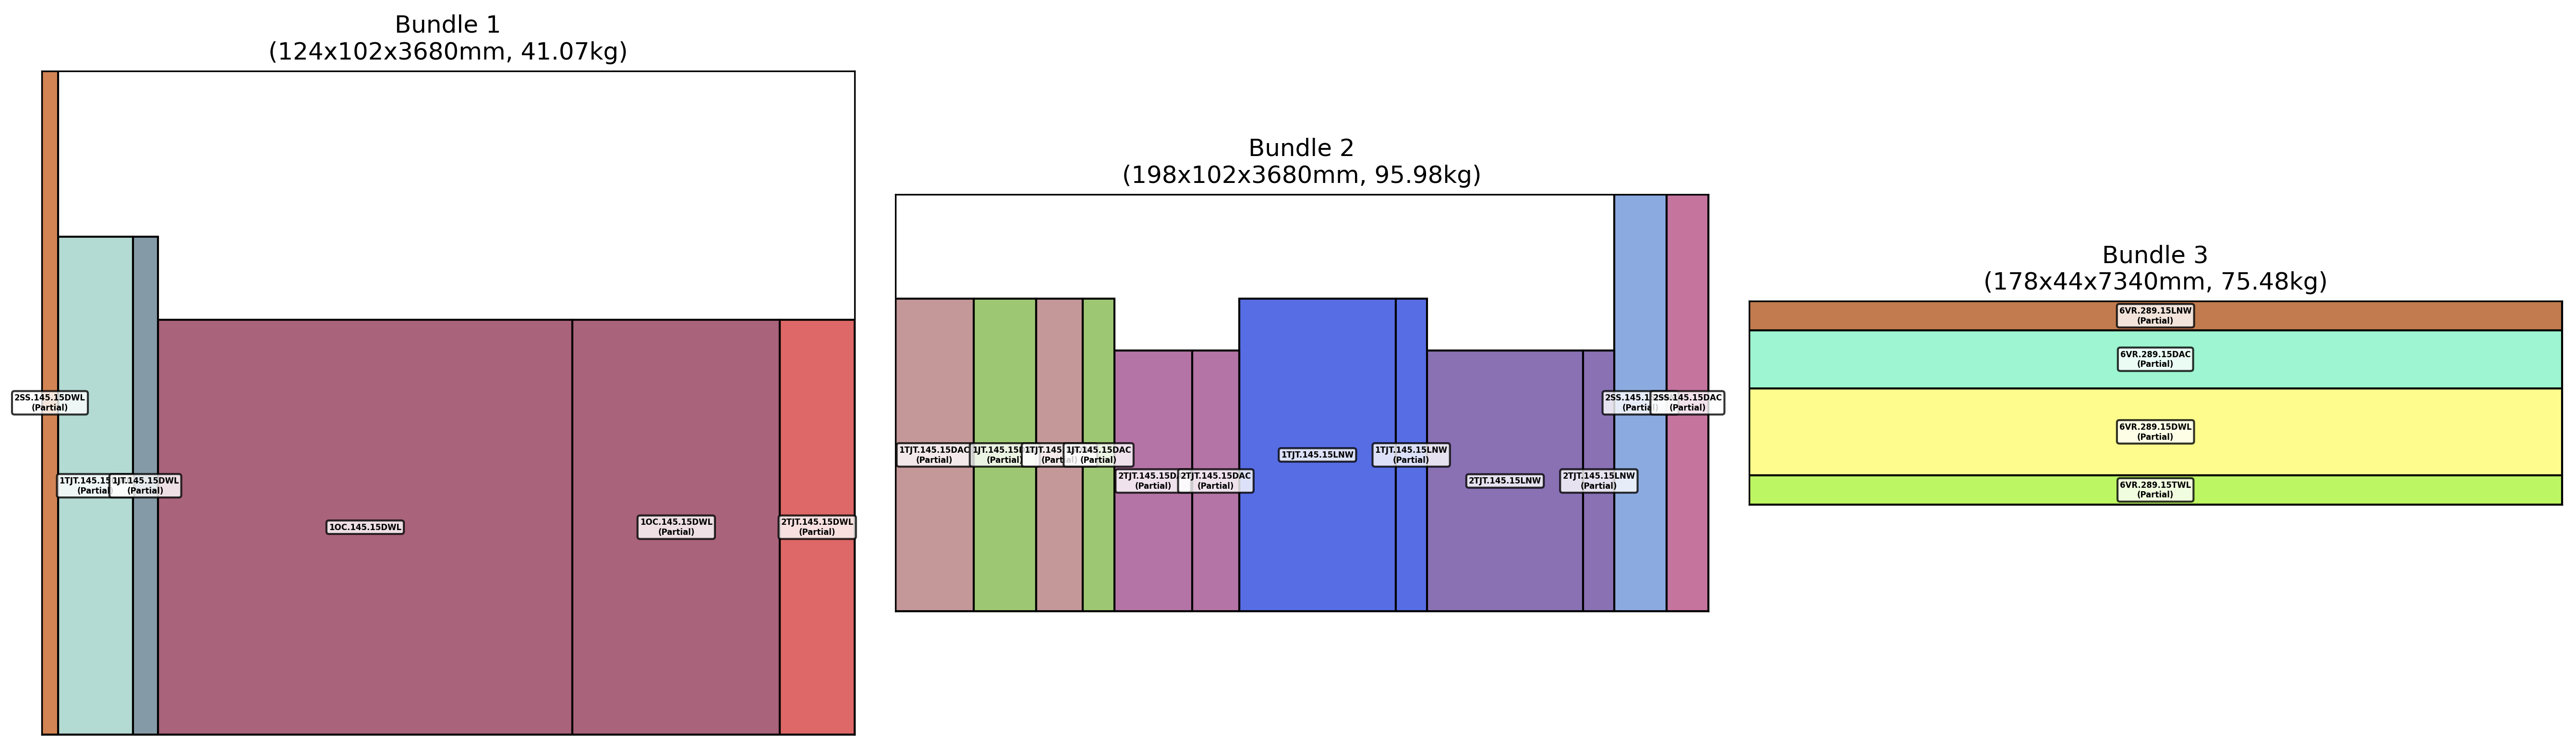 Bundle 1
(124x102x3680mm, 41.07kg)
2SS.145.15DWL
(Partial)
1TJT.145.15
(Partial
1JT.145.15DWL
(Partial)
1OC.145.15DWL
1OC.145.15DWL
(Partial)
2TJT.145.15DWL
(Partial)
Bundle 2
(198x102x3680mm, 95.98kg)
1TJT.145.15DAC
(Partial)
1JT.145.15
(Partial)
1TJT.145
(Part
1JT.145.15DAC
(Partial)
2TJT.145.15D
(Partial)
2TJT.145.15DAC
(Partial)
1TJT.145.15LNW
1TJT.145.15LNW
(Partial)
2TJT.145.15LNW
2TJT.145.15LNW
(Partial)
2SS.145.1
(Partial
2SS.145.15DAC
(Partial)
Bundle 3
(178x44x7340mm, 75.48kg)
6VR.289.15LNW
(Partial)
6VR.289.15DAC
(Partial)
6VR.289.15DWL
(Partial)
6VR.289.15TWL
(Partial)